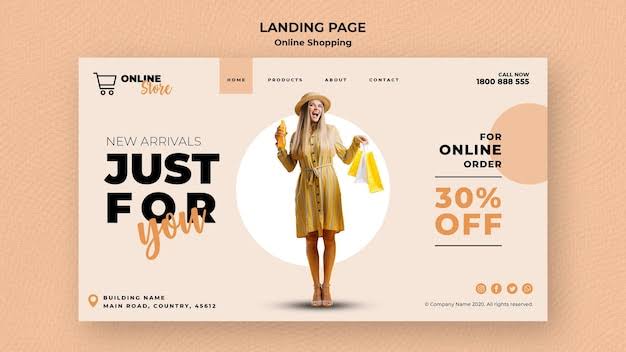 LANDING PAGE
Online Shopping
ONLINE
Store
HOME PRODUCTS ABOUT CONTACT
CALL NOW
1800 888 555
NEW ARRIVALS
JUST
FOR
you
FOR
ONLINE
ORDER
30%
OFF
BUILDING NAME
MAIN ROAD, COUNTRY, 45612
© Company Name 2020. All rights reserved.